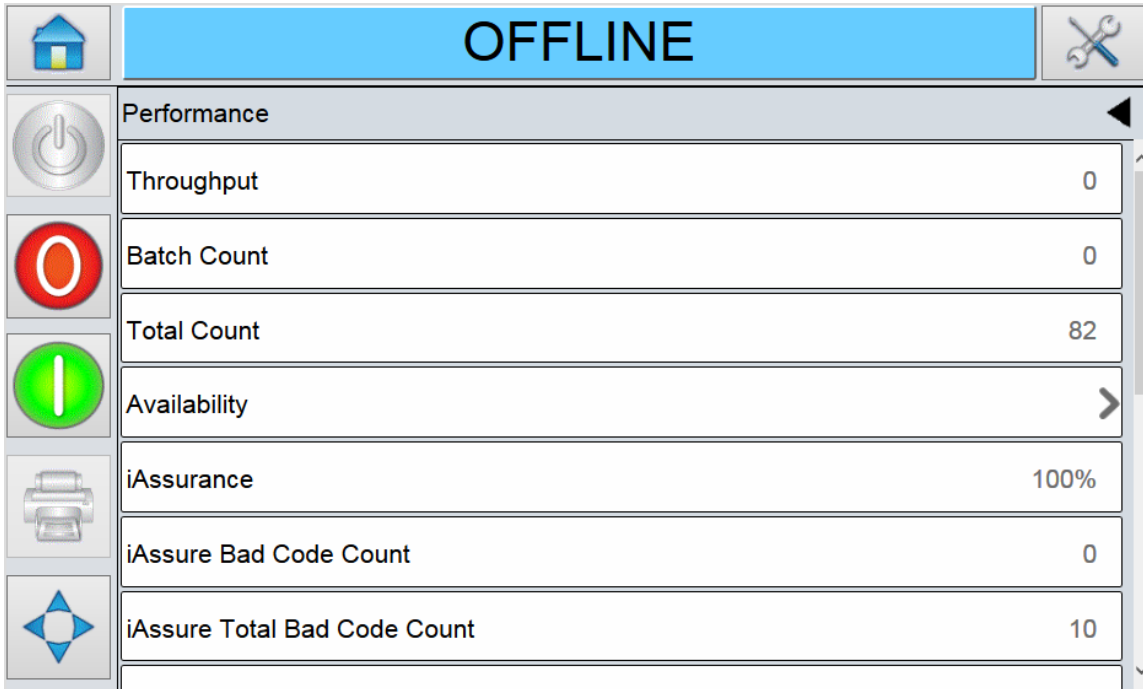 OFFLINE
Performance
Throughput 0
Batch Count 0
Total Count 82
Availability
iAssurance 100%
iAssure Bad Code Count 0
iAssure Total Bad Code Count 10